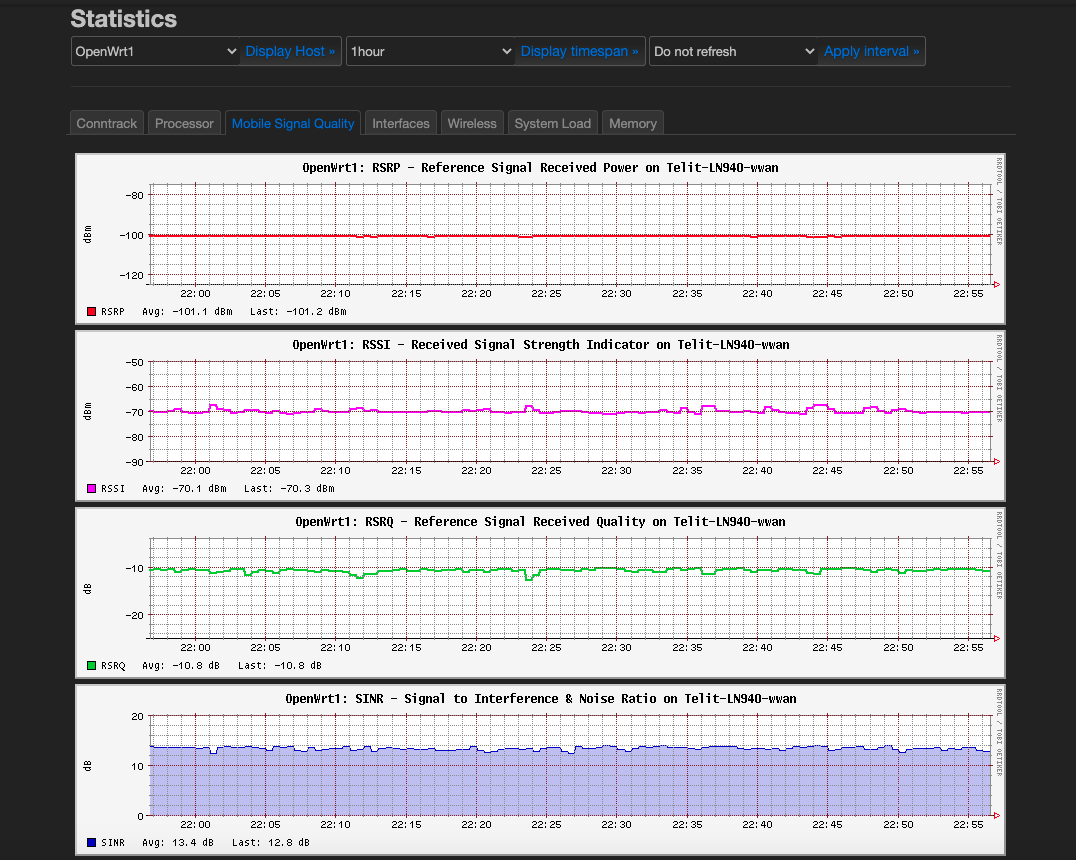 Statistics
OpenWrt1 Display Host » 1hour Display timespan » Do not refresh Apply interval »
Conntrack Processor Mobile Signal Quality Interfaces Wireless System Load Memory
OpenWrt1: RSRP - Reference Signal Received Power on Telit-LN940-wwan
RRDTOOL / TOBI OETIKER
dBm
-80
-100
-120
22:00 22:05 22:10 22:15 22:20 22:25 22:30 22:35 22:40 22:45 22:50 22:55
RSRP Avg: -101.1 dBm Last: -101.2 dBm
OpenWrt1: RSSI - Received Signal Strength Indicator on Telit-LN940-wwan
RRDTOOL / TOBI OETIKER
dBm
-50
-60
-70
-80
-90
22:00 22:05 22:10 22:15 22:20 22:25 22:30 22:35 22:40 22:45 22:50 22:55
RSSI Avg: -70.1 dBm Last: -70.3 dBm
OpenWrt1: RSRQ - Reference Signal Received Quality on Telit-LN940-wwan
RRDTOOL / TOBI OETIKER
dB
-10
-20
22:00 22:05 22:10 22:15 22:20 22:25 22:30 22:35 22:40 22:45 22:50 22:55
RSRQ Avg: -10.8 dB Last: -10.8 dB
OpenWrt1: SINR - Signal to Interference & Noise Ratio on Telit-LN940-wwan
RRDTOOL / TOBI OETIKER
dB
20
10
0
22:00 22:05 22:10 22:15 22:20 22:25 22:30 22:35 22:40 22:45 22:50 22:55
SINR Avg: 13.4 dB Last: 12.8 dB